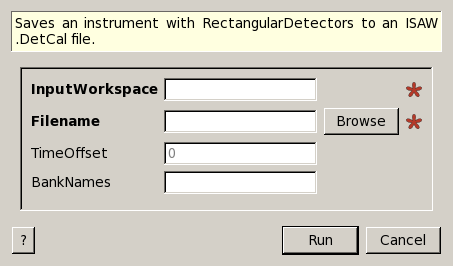 Saves an instrument with RectangularDetectors to an ISAW
.DetCal file.
InputWorkspace *
Filename Browse *
TimeOffset 0
BankNames
? Run Cancel